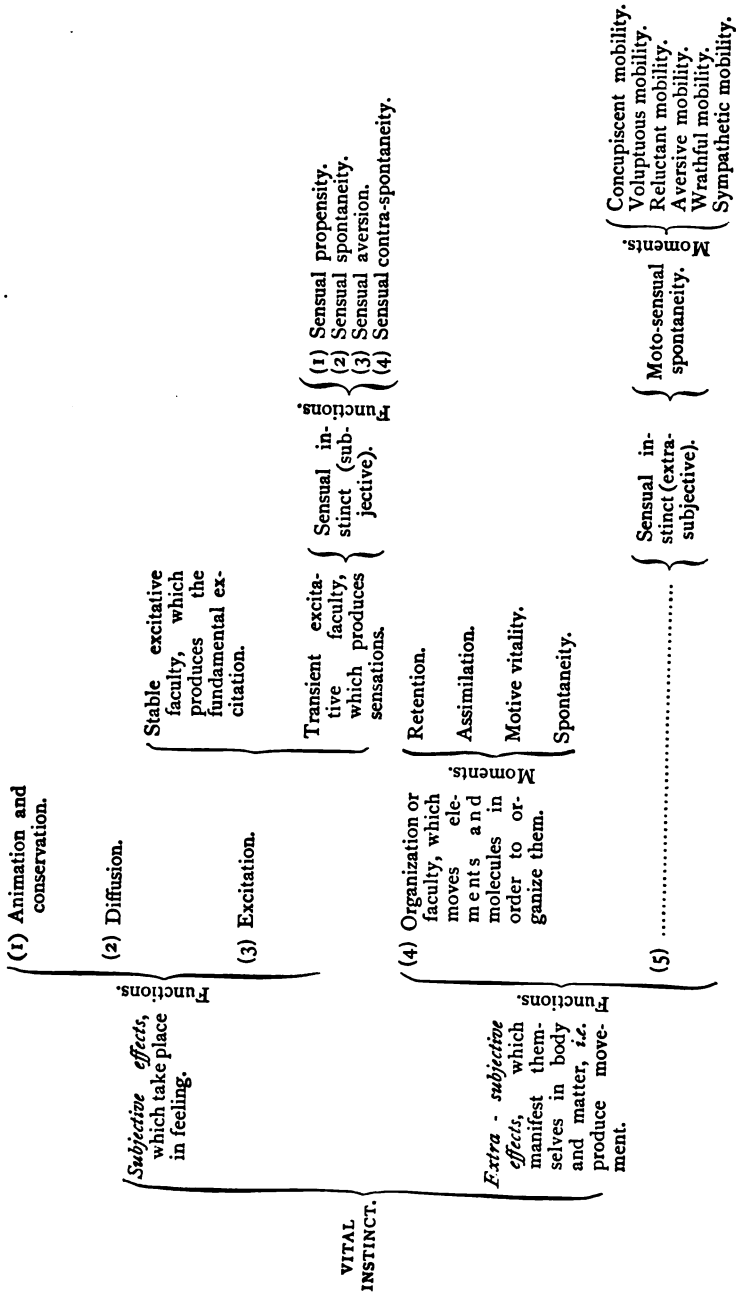 VITAL
INSTINCT.
Subjective effects,
which take place
in feeling.
Functions.
(1) Animation and
conservation.
(2) Diffusion.
(3) Excitation.
Stable excitative
faculty, which
produces the
fundamental ex-
citation.
Transient excita-
tive faculty,
which produces
sensations.
Sensual in-
stinct (sub-
jective).
Functions.
(1) Sensual propensity.
(2) Sensual spontaneity.
(3) Sensual aversion.
(4) Sensual contra-spontaneity.
Extra - subjective
effects, which
manifest them-
selves in body
and matter, i.e.
produce move-
ment.
Functions.
(4) Organization or
faculty, which
moves ele-
ments and
molecules in
order to or-
ganize them.
Moments.
Retention.
Assimilation.
Motive vitality.
Spontaneity.
(5) ................................................
Sensual in-
stinct (extra-
subjective).
Moto-sensual
spontaneity.
Moments.
Concupiscent mobility.
Voluptuous mobility.
Reluctant mobility.
Aversive mobility.
Wrathful mobility.
Sympathetic mobility.